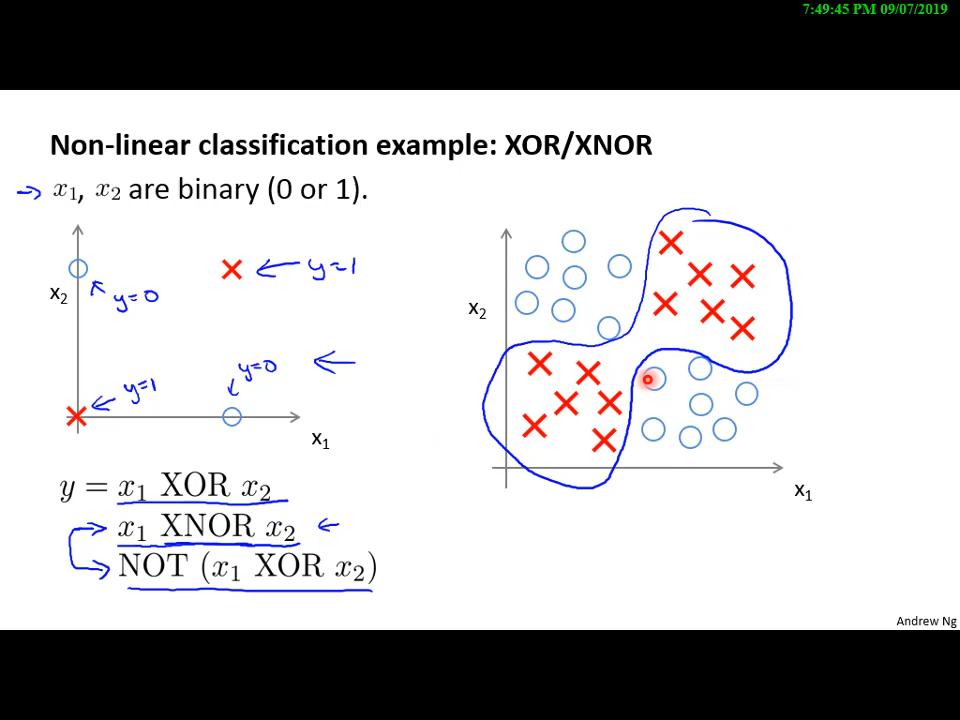 7:49:45 PM 09/07/2019
Non-linear classification example: XOR/XNOR
→ x₁, x₂ are binary (0 or 1).
x₂
y=0
y=1
y=1
y=0
x₁
x₂
x₁
y = x₁ XOR x₂
x₁ XNOR x₂
NOT (x₁ XOR x₂)
Andrew Ng